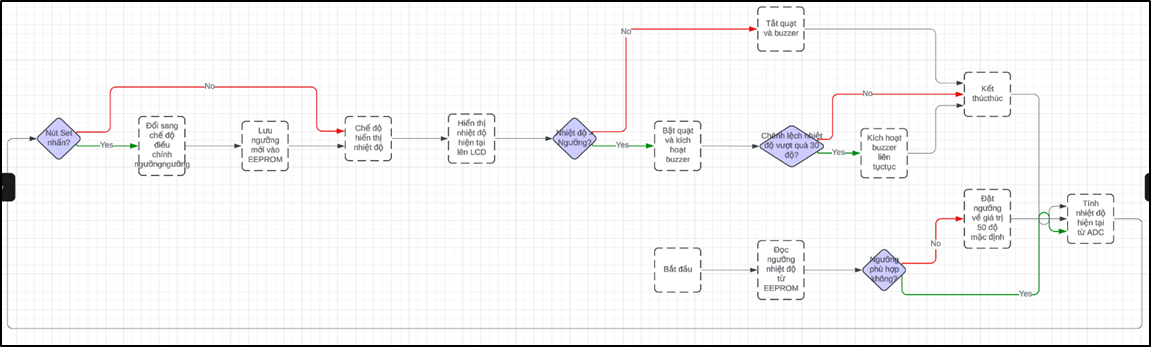 Tắt quạt
và buzzer
No
Kết
thúcthúc
No
No
Nút Set
nhấn?
Yes
Đổi sang
chế độ
điều
chỉnh
ngưỡngngưỡng
Lưu
ngưỡng
mới vào
EEPROM
Chế độ
hiển thị
nhiệt độ
Hiển thị
nhiệt độ
hiện tại
lên LCD
Nhiệt độ >
Ngưỡng?
Yes
Bật quạt
và kích
hoạt
buzzer
Chênh lệch nhiệt
độ vượt quá 30
độ?
Yes
Kích hoạt
buzzer
liên
tụctục
Đặt
ngưỡng
về giá trị
50 độ
mặc định
Tính
nhiệt độ
hiện tại
từ ADC
No
Bắt đầu
Đọc
ngưỡng
nhiệt độ
từ
EEPROM
Ngưỡng
phù hợp
không?
Yes